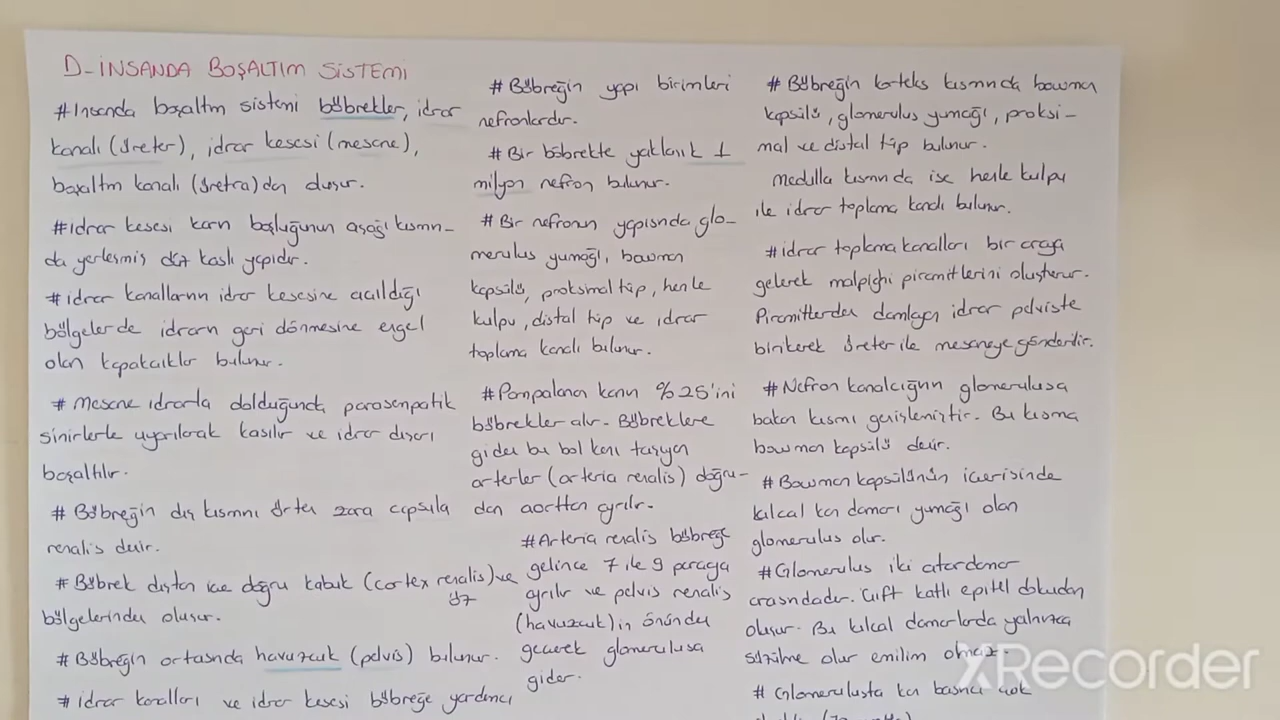 D-İNSANDA BOŞALTIM SİSTEMİ
#İnsanda boşaltım sistemi böbrekler, idrar
kanalı (üreter), idrar kesesi (mesane),
boşaltım kanalı (üretra)dan oluşur.
#idrar kesesi karın boşluğunun aşağı kısmın-
da yerleşmiş düz kaslı yapıdır.
#idrar kanallarının idrar kesesine açıldığı
bölgelerde idrarın geri dönmesine engel
olan kapakcıklar bulunur.
#Mesane idrarla dolduğunda parasenpatik
sinirlerle uyarılarak kasılır ve idrar dışarı
boşaltılır.
#Böbreğin dış kısmını örten zara capsula
renalis denir.
#Böbrek dıştan içe doğru kabuk (cortex renalis) ve
öz
bölgelerinden oluşur.
#Böbreğin ortasında havuzcuk (pelvis) bulunur.
#idrar kanalları ve idrar kesesi böbreğe yardımcı
#Böbreğin yapı birimleri
nefronlardır.
#Bir böbrekte yaklaşık 1
milyon nefron bulunur.
#Bir nefronun yapısında glo-
merulus yumağı, bowman
kapsülü, proksimal tüp, henle
kulpu, distal tüp ve idrar
toplama kanalı bulunur.
#Pompalanan kanın %25'ini
böbrekler alır. Böbreklere
giden bu bol kanı taşıyan
arterler (arteria renalis) doğru-
dan aorttan ayrılır.
#Arteria renalis böbreğe
gelince 7 ile 9 parçaya
ayrılır ve pelvis renalis
(havuzcuk)in önünden
geçerek glomerulusa
gider.
#Böbreğin korteks kısmında bowman
kapsülü, glomerulus yumağı, proksi-
mal ve distal tüp bulunur.
Medulla kısmında ise henle kulpu
ile idrar toplama kanalı bulunur.
#idrar toplama kanalları bir araya
gelerek malpighi piramitlerini oluşturur.
Piramitlerden damlayan idrar pelviste
birikerek üreter ile mesaneye gönderilir.
#Nefron kanalcığının glomerulusa
bakan kısmı genişlemiştir. Bu kısma
bowman kapsülü denir.
#Bowman kapsülünün içerisinde
kılcal kan damarı yumağı olan
glomerulus olur.
#Glomerulus iki atardamar
arasındadır. Çift katlı epitel dokudan
oluşur. Bu kılcal damarlarda yalnızca
süzülme olur emilim olmaz.
#Glomerulusta kan basıncı çok
XRecorder